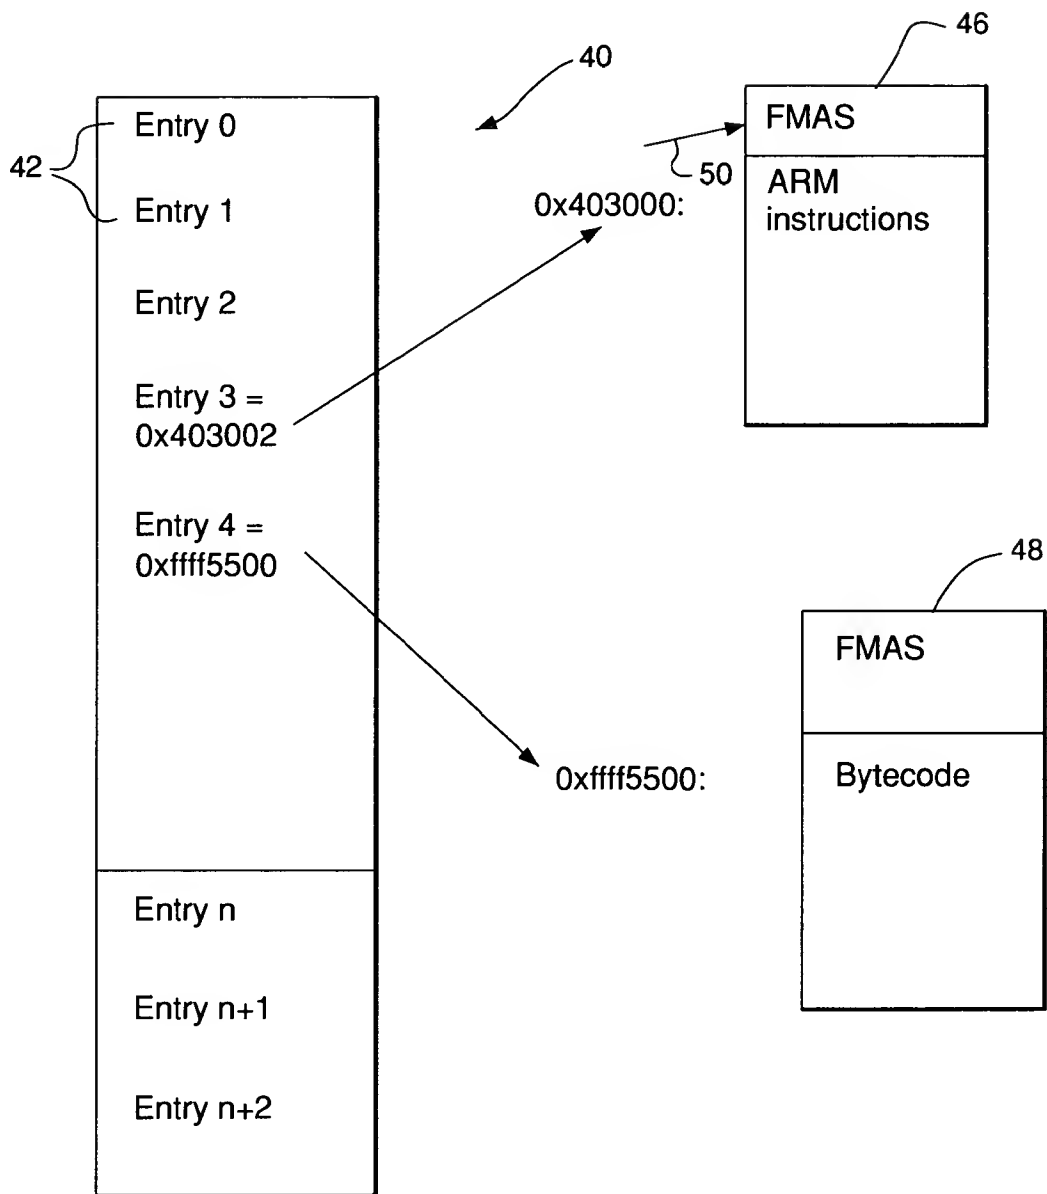 46
40
FMAS
Entry 0
42
50
ARM
instructions
Entry 1
0x403000:
Entry 2
Entry 3 =
0x403002
Entry 4 =
0xffff5500
48
FMAS
0xffff5500:
Bytecode
Entry n
Entry n+1
Entry n+2